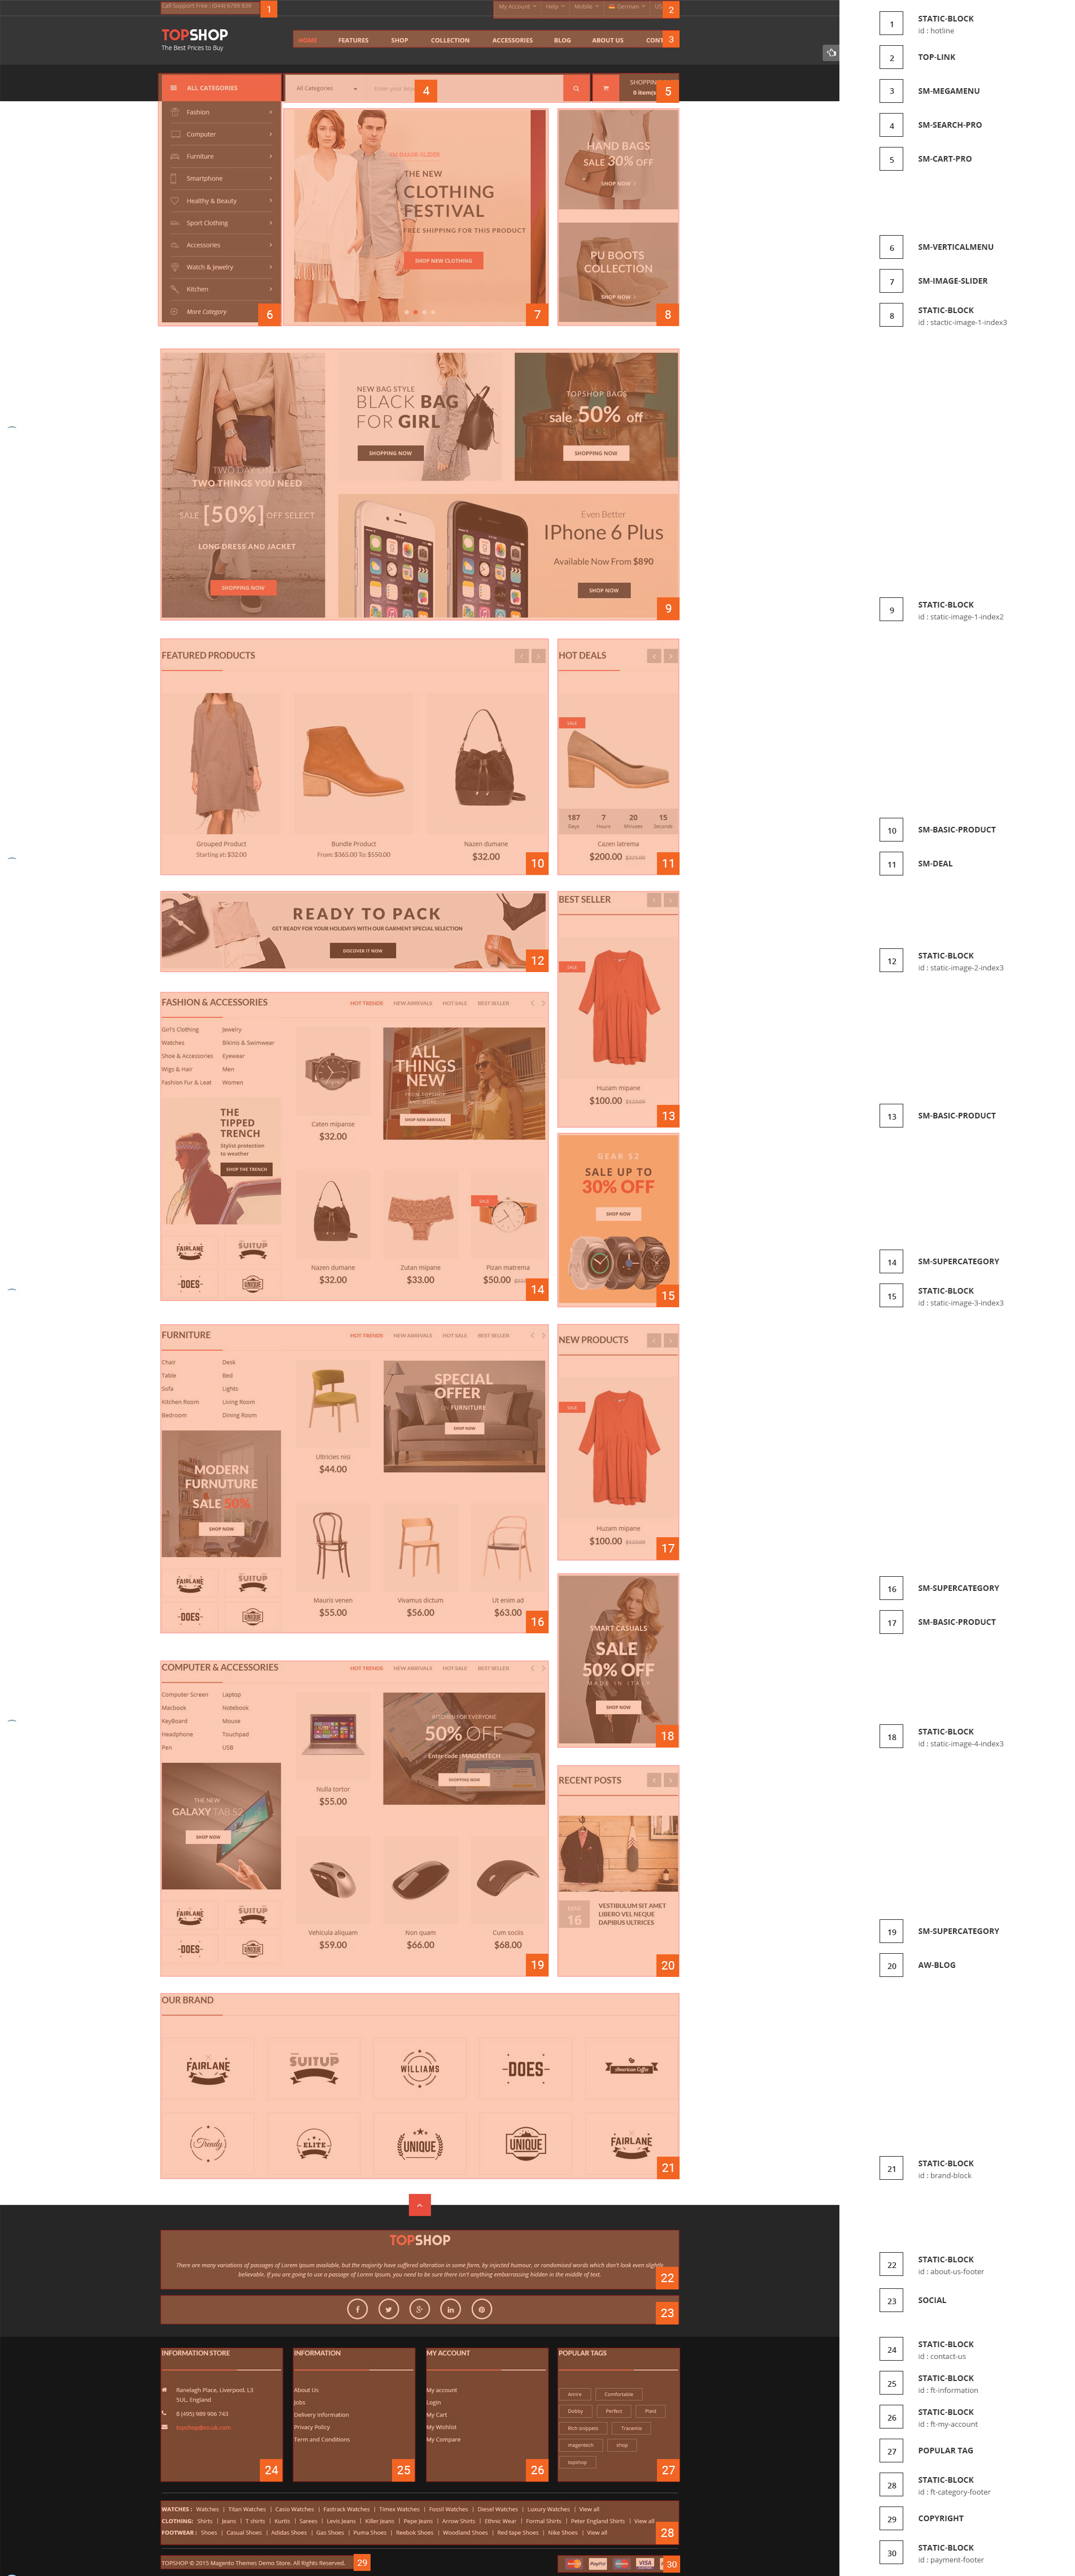 Call Support Free : (044) 6789 839
1
My Account
Help
Mobile
German
US
2
TOPSHOP
The Best Prices to Buy
HOME
FEATURES
SHOP
COLLECTION
ACCESSORIES
BLOG
ABOUT US
CONT
3
ALL CATEGORIES
All Categories
Enter your key
4
SHOPPIN
0 item(s
5
Fashion
Computer
Furniture
Smartphone
Healthy & Beauty
Sport Clothing
Accessories
Watch & Jewelry
Kitchen
More Category
6
SM IMAGE-SLIDER
THE NEW
CLOTHING
FESTIVAL
FREE SHIPPING FOR THIS PRODUCT
SHOP NEW CLOTHING
7
HAND BAGS
SALE 30% OFF
SHOP NOW
PU BOOTS
COLLECTION
SHOP NOW
8
TWO DAY ONLY
TWO THINGS YOU NEED
SALE [50%] OFF SELECT
LONG DRESS AND JACKET
SHOPPING NOW
NEW BAG STYLE
BLACK BAG
FOR GIRL
SHOPPING NOW
TOPSHOP BAGS
sale 50% off
SHOPPING NOW
Even Better
IPhone 6 Plus
Available Now From $890
SHOP NOW
9
FEATURED PRODUCTS
Grouped Product
Starting at: $32.00
Bundle Product
From: $365.00 To: $550.00
Nazen dumane
$32.00
10
HOT DEALS
SALE
187 7 20 15
Days Hours Minutes Seconds
Cazen latrema
$200.00 $225.00
11
READY TO PACK
GET READY FOR YOUR HOLIDAYS WITH OUR GARMENT SPECIAL SELECTION
DISCOVER IT NOW
12
BEST SELLER
SALE
Huzam mipane
$100.00 $125.00
13
FASHION & ACCESSORIES
HOT TRENDS NEW ARRIVALS HOT SALE BEST SELLER
Girl's Clothing Jewelry
Watches Bikinis & Swimwear
Shoe & Accessories Eyewear
Wigs & Hair Men
Fashion Fur & Leat Women
THE
TIPPED
TRENCH
Stylist protection
to weather
SHOP THE TRENCH
FAIRLANE
SUITUP
-DOES-
UNIQUE
Caten mipanse
$32.00
ALL
THINGS
NEW
FROM TOPSHOP
AND MORE
SHOP NEW ARRIVALS
Nazen dumane
$32.00
Zutan mipane
$33.00
SALE
Pizan matrema
$50.00
14
GEAR S2
SALE UP TO
30% OFF
SHOP NOW
15
FURNITURE
HOT TRENDS NEW ARRIVALS HOT SALE BEST SELLER
Chair Desk
Table Bed
Sofa Lights
Kitchen Room Living Room
Bedroom Dining Room
MODERN
FURNUTURE
SALE 50%
SHOP NOW
FAIRLANE
SUITUP
-DOES-
UNIQUE
Ultricies nisi
$44.00
SPECIAL
OFFER
ON FURNITURE
SHOP NOW
Mauris venen
$55.00
Vivamus dictum
$56.00
Ut enim ad
$63.00
16
NEW PRODUCTS
SALE
Huzam mipane
$100.00 $125.00
17
SMART CASUALS
SALE
50% OFF
MADE IN ITALY
SHOP NOW
18
COMPUTER & ACCESSORIES
HOT TRENDS NEW ARRIVALS HOT SALE BEST SELLER
Computer Screen Laptop
Macbook Notebook
KeyBoard Mouse
Headphone Touchpad
Pen USB
THE NEW
GALAXY TAB S2
SHOP NOW
FAIRLANE
SUITUP
-DOES-
UNIQUE
Nulla tortor
$55.00
KITCHEN FOR EVERYONE
50% OFF
Enter code : MAGENTECH
SHOPPING NOW
Vehicula aliquam
$59.00
Non quam
$66.00
Cum sociis
$68.00
19
RECENT POSTS
MAR
16
VESTIBULUM SIT AMET
LIBERO VEL NEQUE
DAPIBUS ULTRICES
20
OUR BRAND
FAIRLANE
SUITUP
WILLIAMS
-DOES-
American Coffee
Trendy
ELITE
UNIQUE
UNIQUE
FAIRLANE
21
TOPSHOP
There are many variations of passages of Lorem Ipsum available, but the majority have suffered alteration in some form, by injected humour, or randomised words which don't look even slightly
believable. If you are going to use a passage of Lorem Ipsum, you need to be sure there isn't anything embarrassing hidden in the middle of text.
22
23
INFORMATION STORE
Ranelagh Place, Liverpool, L3
5UL, England
8 (495) 989 906 743
topshop@co.uk.com
24
INFORMATION
About Us
Jobs
Delivery Information
Privacy Policy
Term and Conditions
25
MY ACCOUNT
My account
Login
My Cart
My Wishlist
My Compare
26
POPULAR TAGS
Amire Comfortable
Dobby Perfect Plaid
Rich snippets Tracemie
magentech shop
topshop
27
WATCHES : Watches | Titan Watches | Casio Watches | Fastrack Watches | Timex Watches | Fossil Watches | Diesel Watches | Luxury Watches | View all
CLOTHING: Shirts | Jeans | T shirts | Kurtis | Sarees | Levis Jeans | Killer Jeans | Pepe Jeans | Arrow Shirts | Ethnic Wear | Formal Shirts | Peter England Shirts | View all
FOOTWEAR : Shoes | Casual Shoes | Adidas Shoes | Gas Shoes | Puma Shoes | Reebok Shoes | Woodland Shoes | Red tape Shoes | Nike Shoes | View all
28
TOPSHOP © 2015 Magento Themes Demo Store. All Rights Reserved.
29
PayPal
VISA
30
1 STATIC-BLOCK
id : hotline
2 TOP-LINK
3 SM-MEGAMENU
4 SM-SEARCH-PRO
5 SM-CART-PRO
6 SM-VERTICALMENU
7 SM-IMAGE-SLIDER
8 STATIC-BLOCK
id : stactic-image-1-index3
9 STATIC-BLOCK
id : static-image-1-index2
10 SM-BASIC-PRODUCT
11 SM-DEAL
12 STATIC-BLOCK
id : static-image-2-index3
13 SM-BASIC-PRODUCT
14 SM-SUPERCATEGORY
15 STATIC-BLOCK
id : static-image-3-index3
16 SM-SUPERCATEGORY
17 SM-BASIC-PRODUCT
18 STATIC-BLOCK
id : static-image-4-index3
19 SM-SUPERCATEGORY
20 AW-BLOG
21 STATIC-BLOCK
id : brand-block
22 STATIC-BLOCK
id : about-us-footer
23 SOCIAL
24 STATIC-BLOCK
id : contact-us
25 STATIC-BLOCK
id : ft-information
26 STATIC-BLOCK
id : ft-my-account
27 POPULAR TAG
28 STATIC-BLOCK
id : ft-category-footer
29 COPYRIGHT
30 STATIC-BLOCK
id : payment-footer